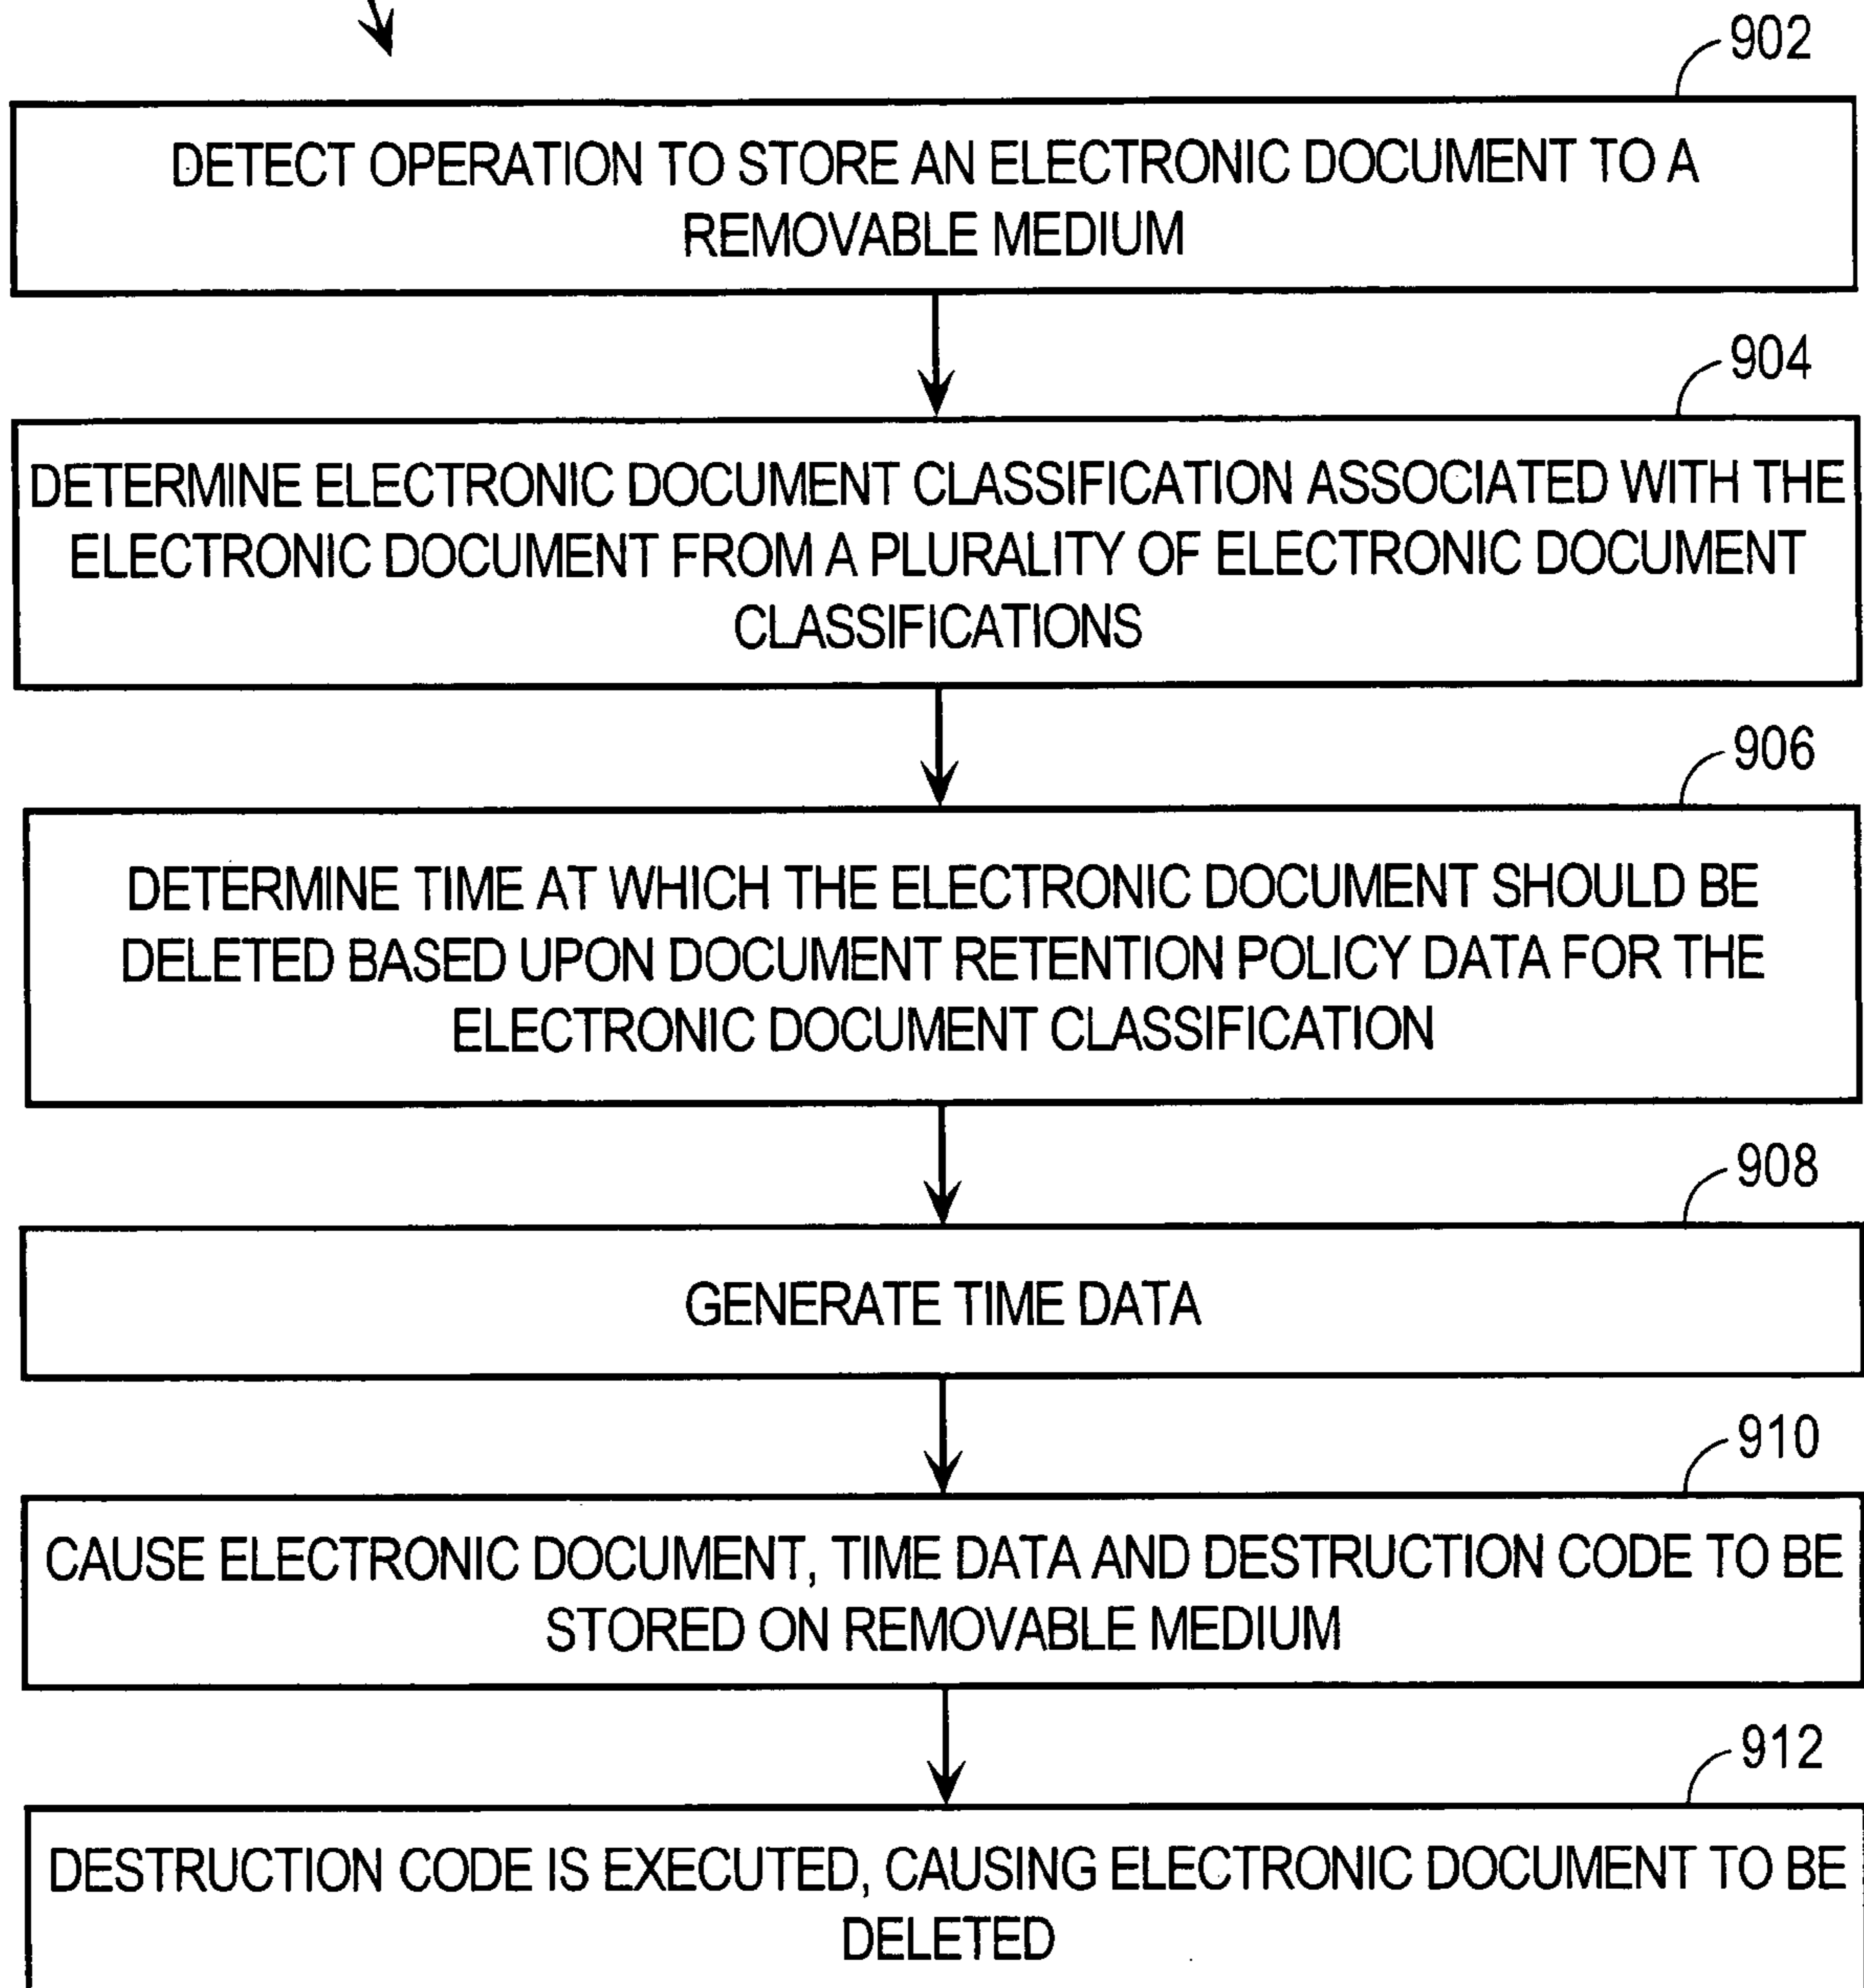 902
DETECT OPERATION TO STORE AN ELECTRONIC DOCUMENT TO A
REMOVABLE MEDIUM
904
DETERMINE ELECTRONIC DOCUMENT CLASSIFICATION ASSOCIATED WITH THE
ELECTRONIC DOCUMENT FROM A PLURALITY OF ELECTRONIC DOCUMENT
CLASSIFICATIONS
906
DETERMINE TIME AT WHICH THE ELECTRONIC DOCUMENT SHOULD BE
DELETED BASED UPON DOCUMENT RETENTION POLICY DATA FOR THE
ELECTRONIC DOCUMENT CLASSIFICATION
908
GENERATE TIME DATA
910
CAUSE ELECTRONIC DOCUMENT, TIME DATA AND DESTRUCTION CODE TO BE
STORED ON REMOVABLE MEDIUM
912
DESTRUCTION CODE IS EXECUTED, CAUSING ELECTRONIC DOCUMENT TO BE
DELETED